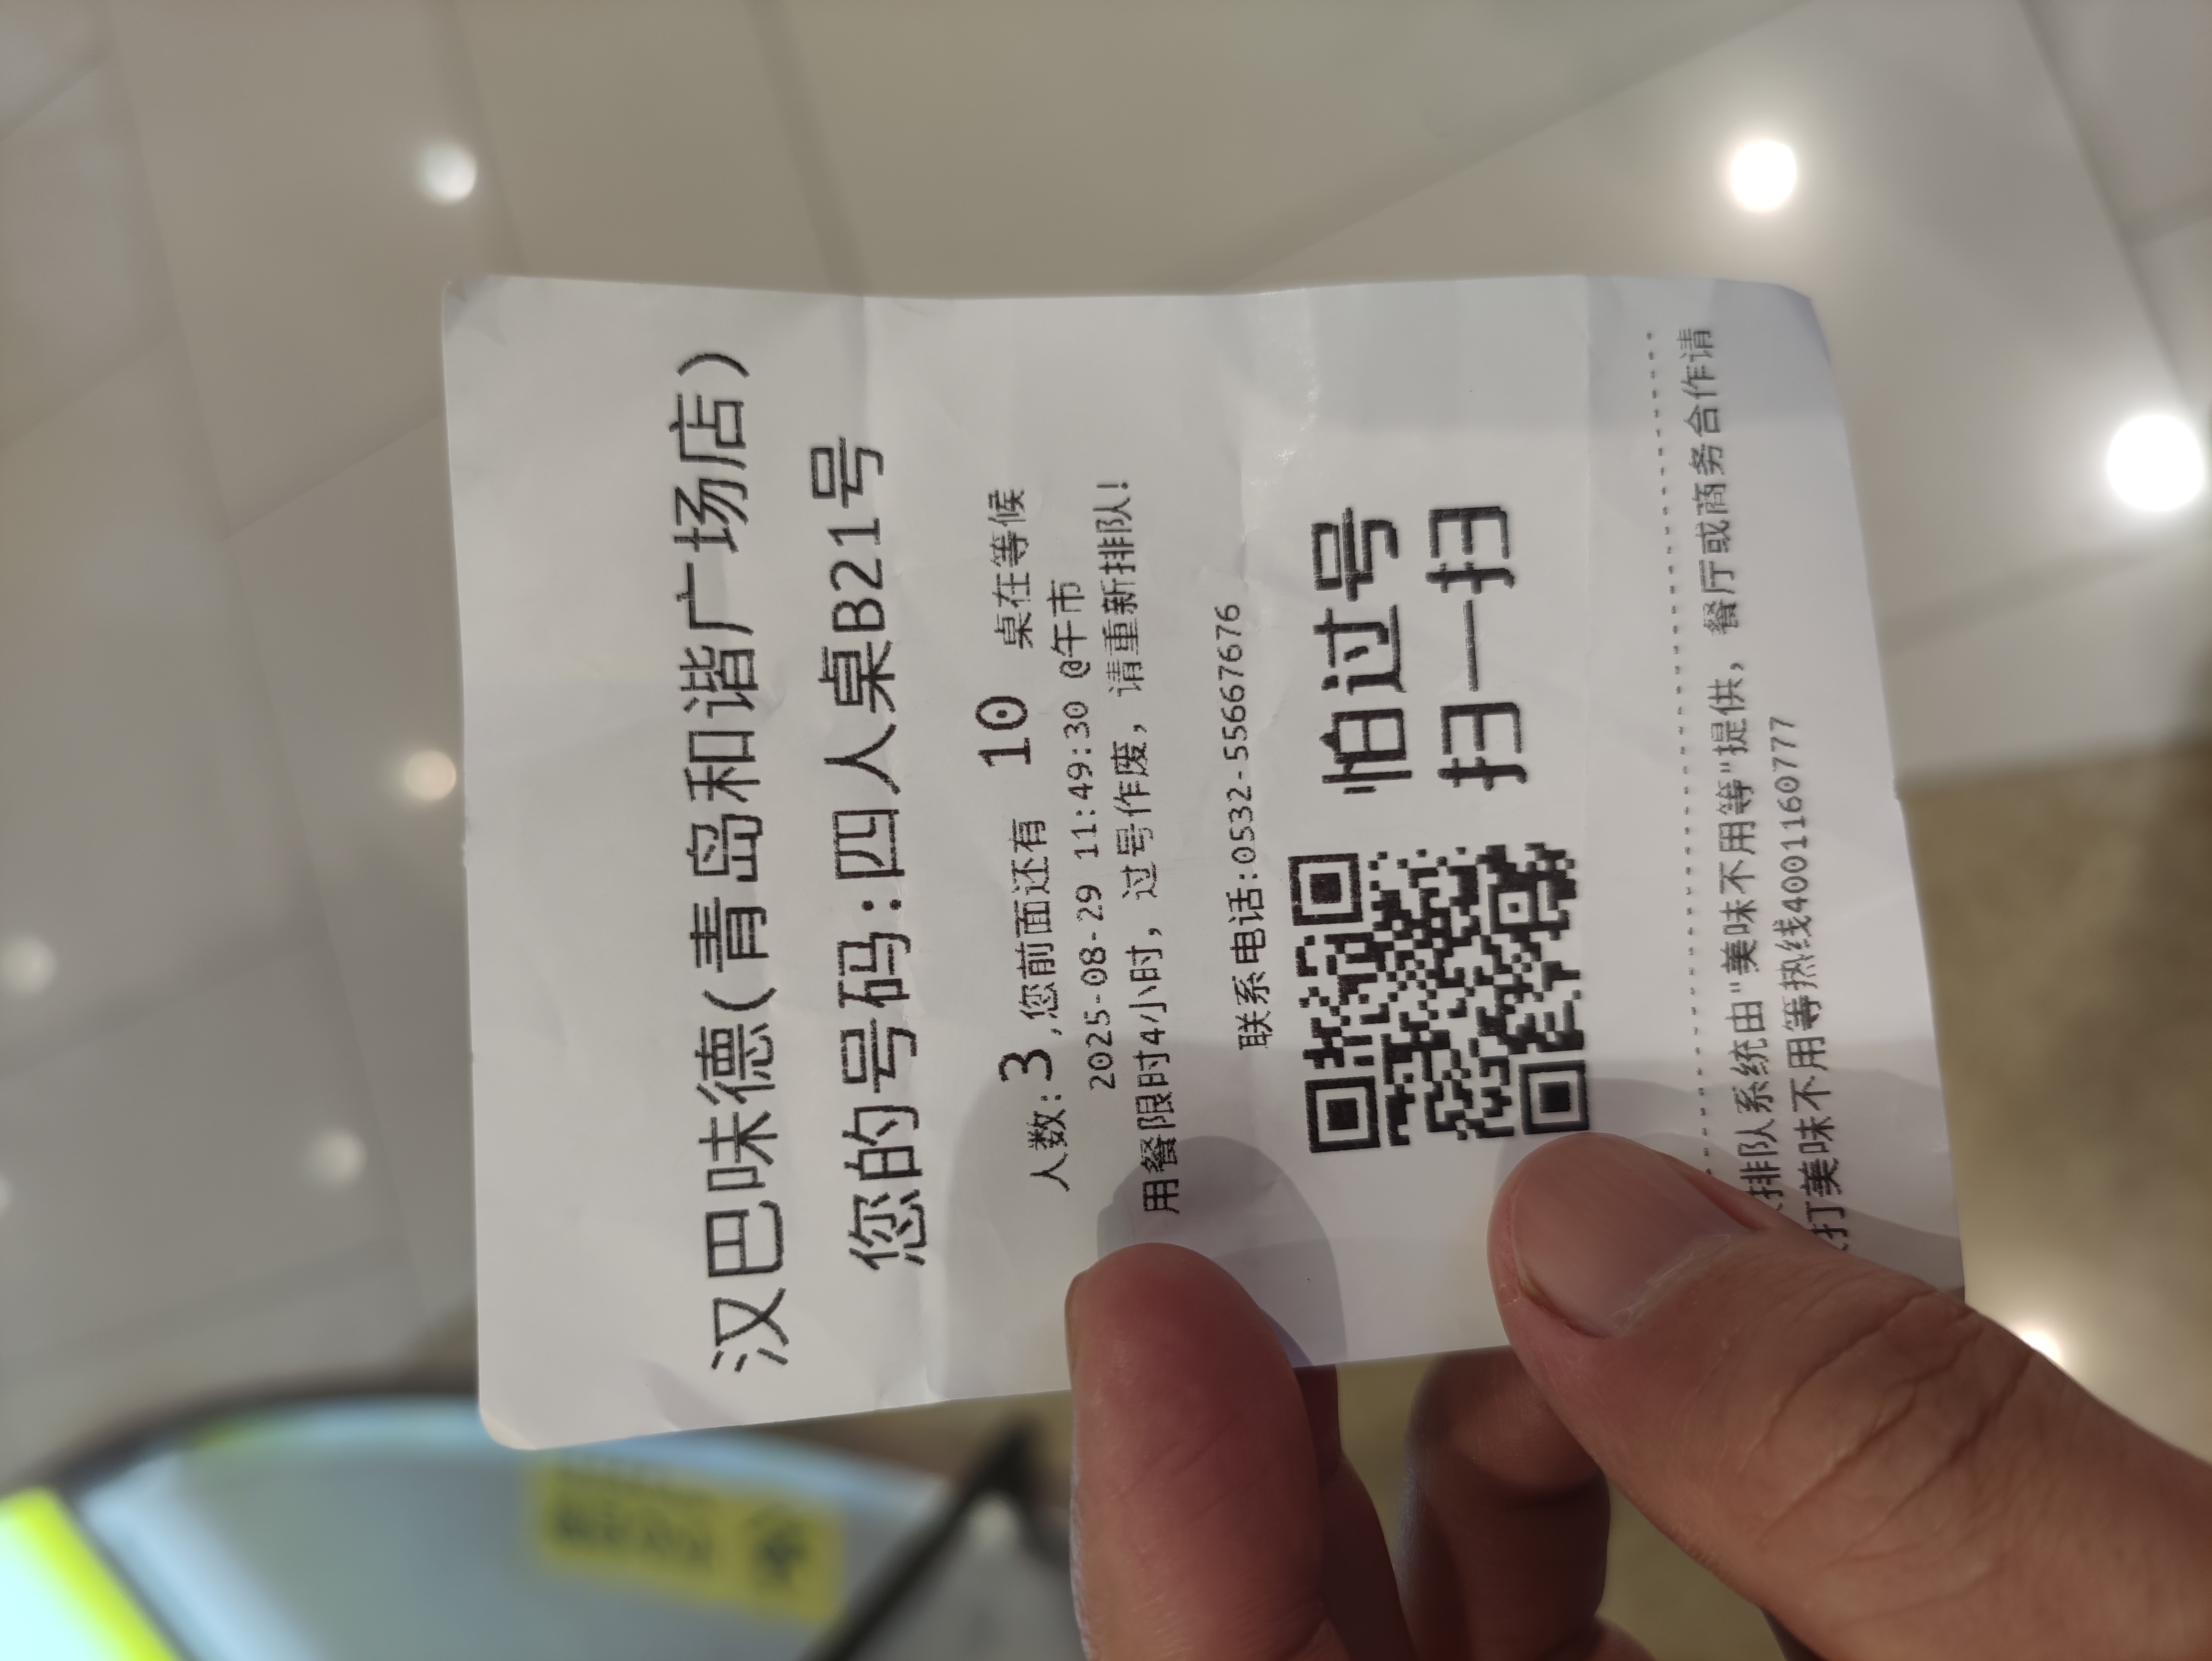 汉巴味德(青岛和谐广场店)
您的号码:四人桌B21号
人数:3,您前面还有 10 桌在等候
2025-08-29 11:49:30 @午市
用餐限时4小时，过号作废，请重新排队!
联系电话:0532-55667676
怕过号
扫一扫
排队系统由"美味不用等"提供，餐厅或商务合作请
打美味不用等热线4001160777